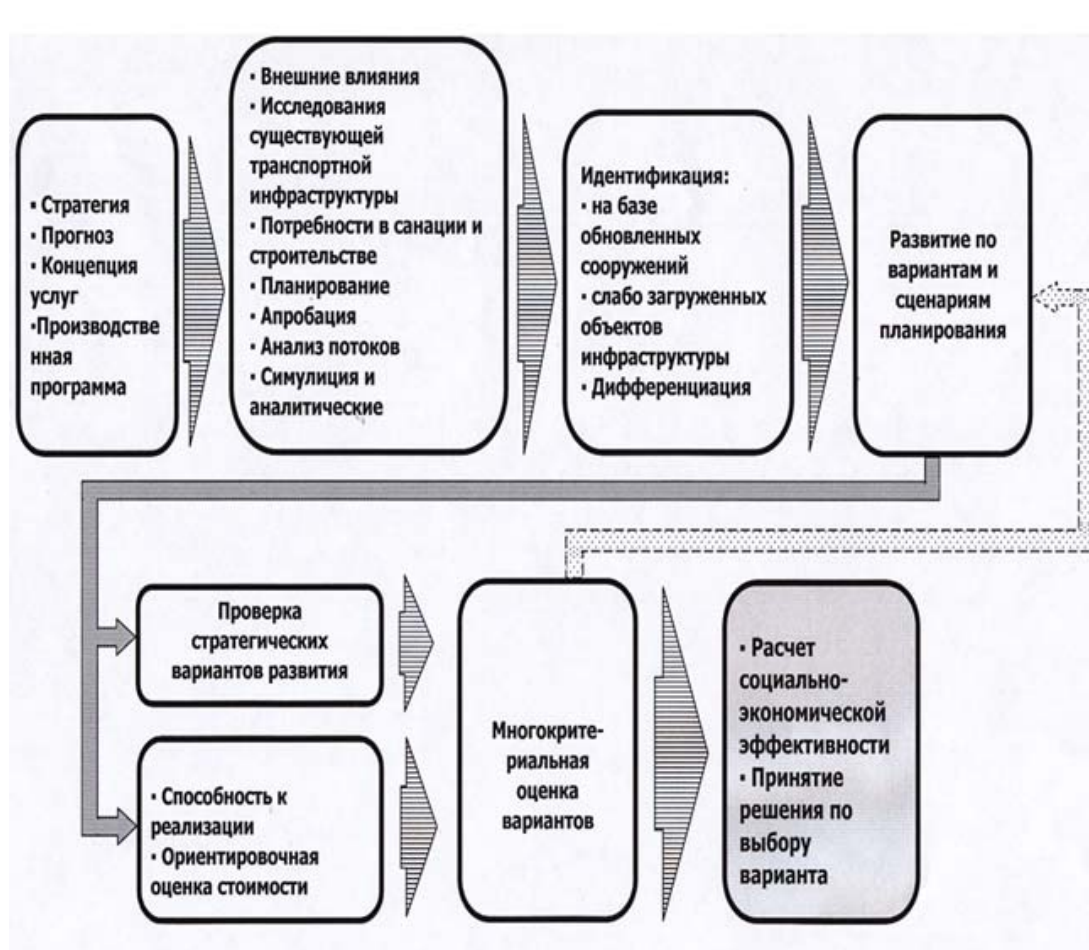 ▪ Стратегия
▪ Прогноз
▪ Концепция
услуг
▪Производстве
нная
программа
▪ Внешние влияния
▪ Исследования
существующей
транспортной
инфраструктуры
▪ Потребности в санации и
строительстве
▪ Планирование
▪ Апробация
▪ Анализ потоков
▪ Симулиция и
аналитические
Идентификация:
▪ на базе
обновленных
сооружений
▪ слабо загруженных
объектов
инфраструктуры
▪ Дифференциация
Развитие по
вариантам и
сценариям
планирования
Проверка
стратегических
вариантов развития
▪ Способность к
реализации
▪ Ориентировочная
оценка стоимости
Многокрите-
риальная
оценка
вариантов
▪ Расчет
социально-
экономической
эффективности
▪ Принятие
решения по
выбору
варианта